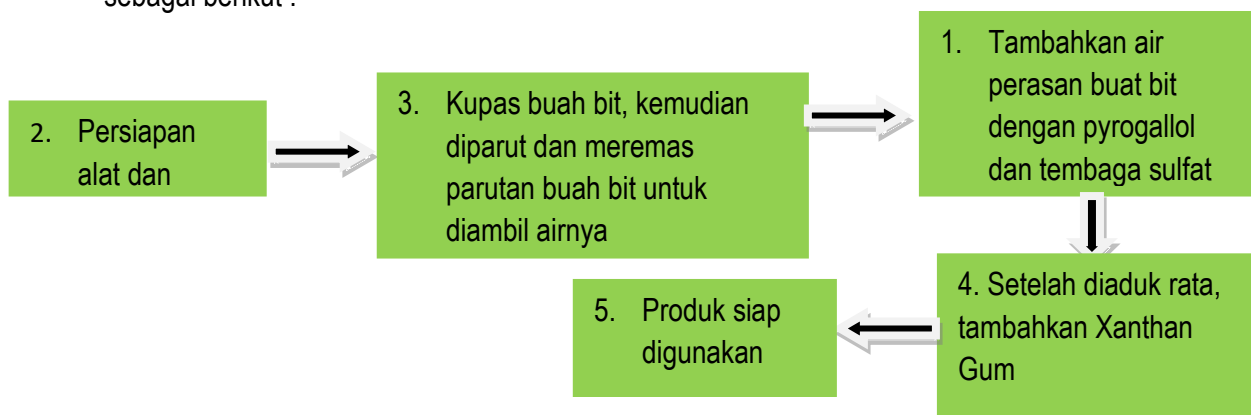 sebagai berikut :
2. Persiapan
alat dan
3. Kupas buah bit, kemudian
diparut dan meremas
parutan buah bit untuk
diambil airnya
1. Tambahkan air
perasan buat bit
dengan pyrogallol
dan tembaga sulfat
4. Setelah diaduk rata,
tambahkan Xanthan
Gum
5. Produk siap
digunakan